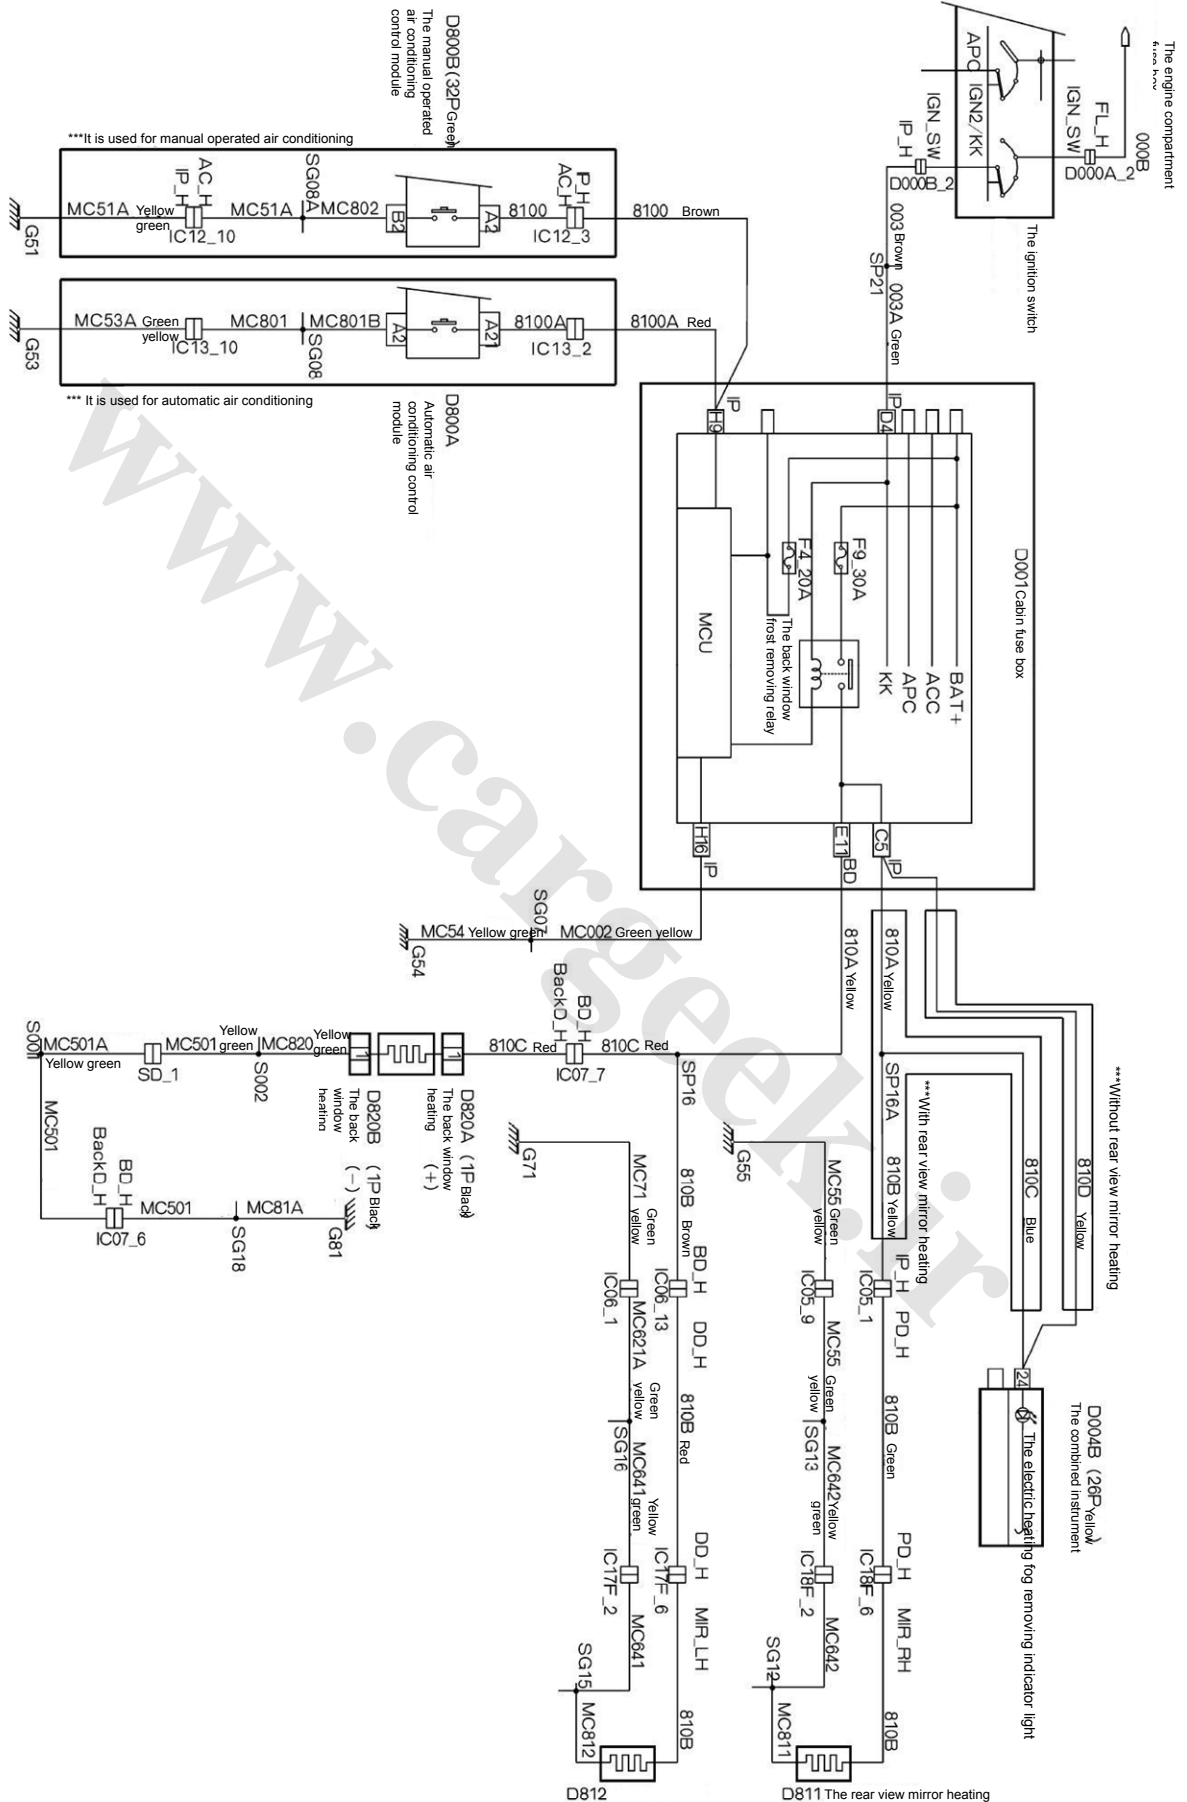 The engine compartment
fuse box
000B
FL_H
IGN_SW
D000A_2
APC
IGN2/KK
The ignition switch
IGN_SW
IP_H
D000B_2
003 Brown
SP21
003A Green
D800B(32P Green)
The manual operated
air conditioning
control module
***It is used for manual operated air conditioning
G51
MC51A Yellow
green
AC_H
IP_H
IC12_10
MC51A
SG08A
MC802
B2
A2
8100
IP_H
AC_H
IC12_3
8100 Brown
G53
MC53A Green
yellow
IC13_10
MC801
SG08
MC801B
A2
A21
8100A
IC13_2
8100A Red
*** It is used for automatic air conditioning
D800A
Automatic air
conditioning control
module
D001 Cabin fuse box
IP
H9
IP
D4
F4_20A
F9_30A
MCU
The back window
frost removing relay
KK
APC
ACC
BAT+
H16
IP
E11
BD
C5
IP
SG07
MC54 Yellow green
MC002 Green yellow
G54
810A Yellow
810A Yellow
SP16A
810B Yellow
***With rear view mirror heating
***Without rear view mirror heating
810C Blue
810D Yellow
D004B (26P Yellow)
The combined instrument
24
The electric heating fog removing indicator light
BD_H
BackD_H
IC07_7
810C Red
810C Red
SP16
S001
MC501A
Yellow green
SD_1
MC501 Yellow
green
S002
MC820 Yellow
green
1
1
D820B (1P Black)
The back
window
heating
(−)
D820A (1P Black)
The back window
heating
(+)
MC501
BD_H
BackD_H
IC07_6
MC501
SG18
MC81A
G81
G71
MC71 Green
yellow
IC06_1
MC621A Green
yellow
SG16
MC641 Yellow
green
IC17F_2
MC641
SG15
MC812
D812
810B Brown
BD_H
IC06_13
DD_H
810B Red
DD_H
IC17F_6
MIR_LH
810B
G55
MC55 Green
yellow
IC05_9
MC55 Green
yellow
SG13
MC642 Yellow
green
IC18F_2
MC642
SG12
MC811
D811 The rear view mirror heating
IP_H
IC05_1
PD_H
810B Green
PD_H
IC18F_6
MIR_RH
810B
www.cargeek.ir